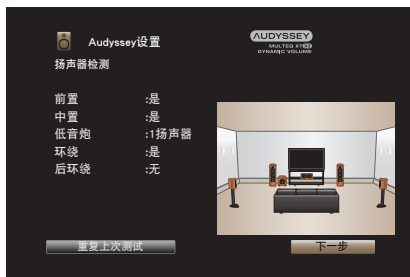 Audyssey设置
AUDYSSEY
MULTEQ XT32
DYNAMIC VOLUME
扬声器检测
前置 :是
中置 :是
低音炮 :1扬声器
环绕 :是
后环绕 :无
重复上次测试
下一步